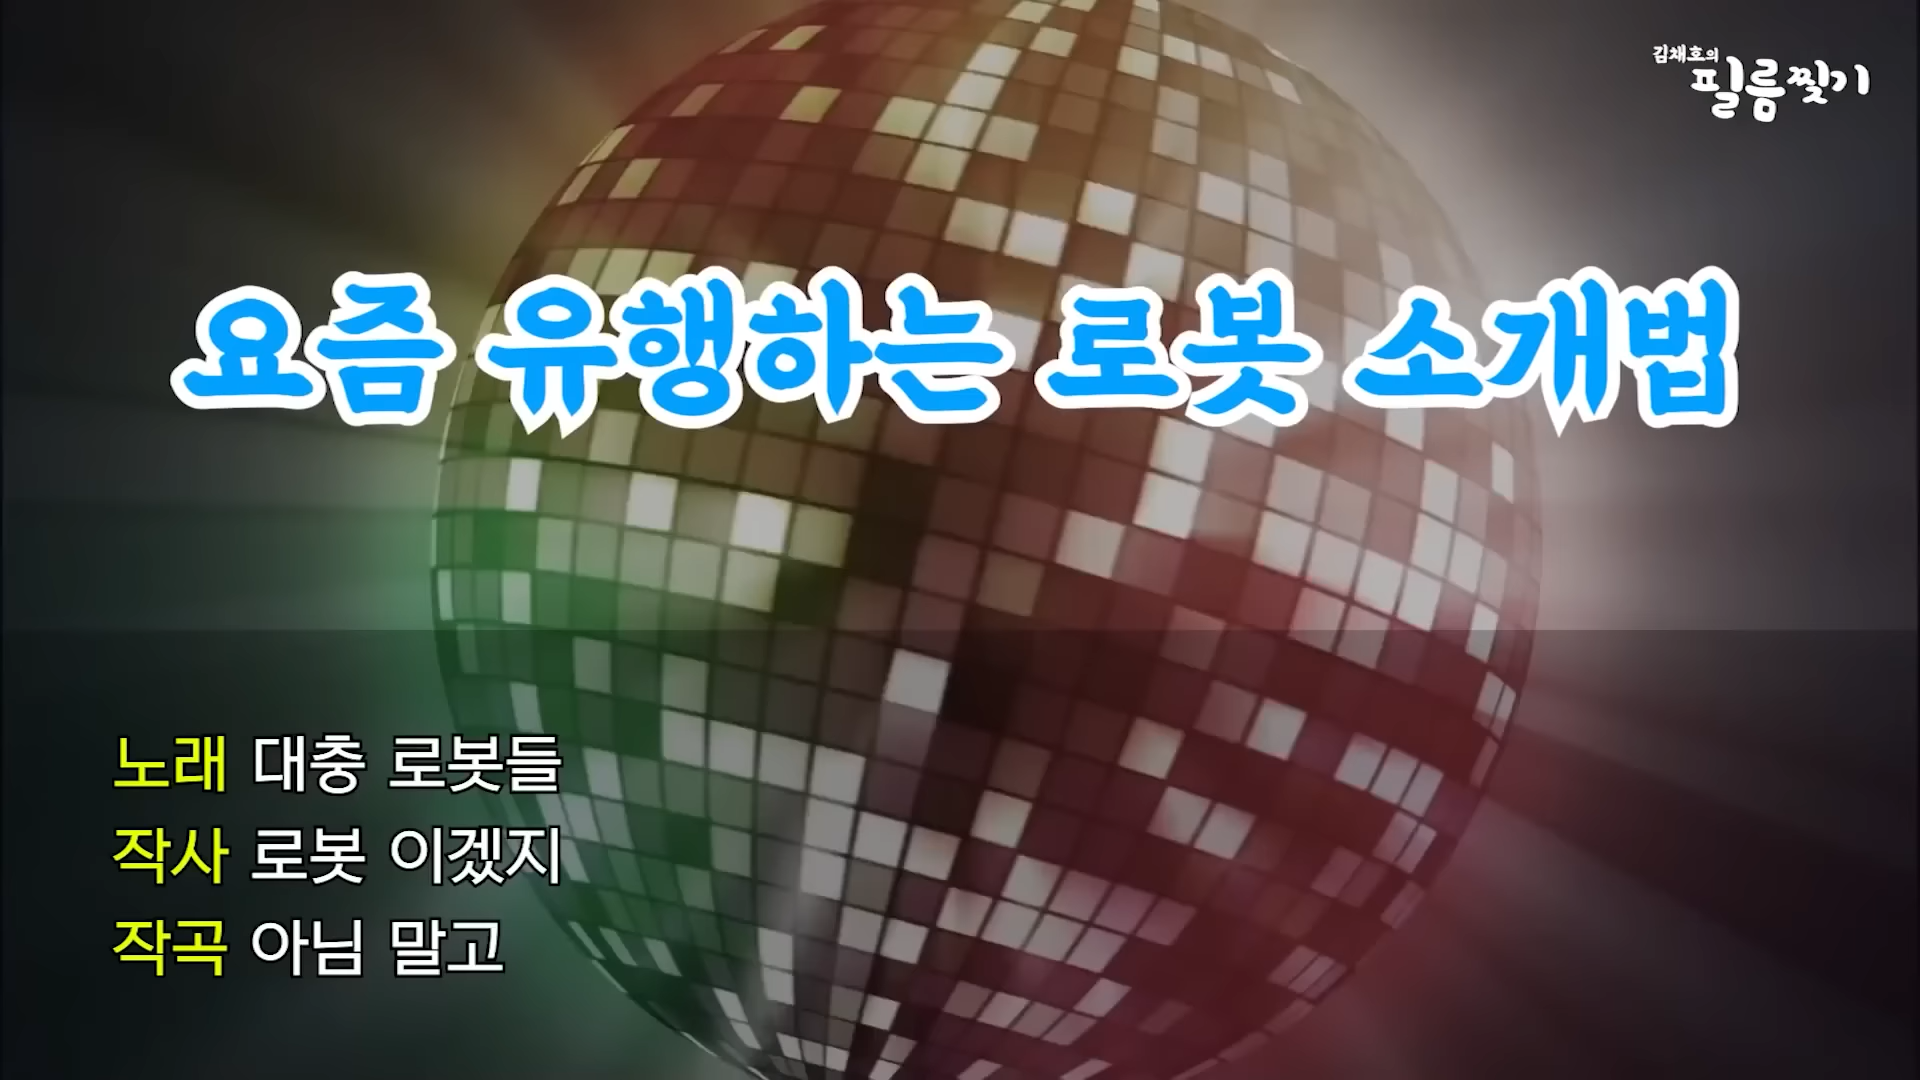 김채호의
필름찢기
요즘 유행하는 로봇 소개법
노래 대충 로봇들
작사 로봇 이겠지
작곡 아님 말고